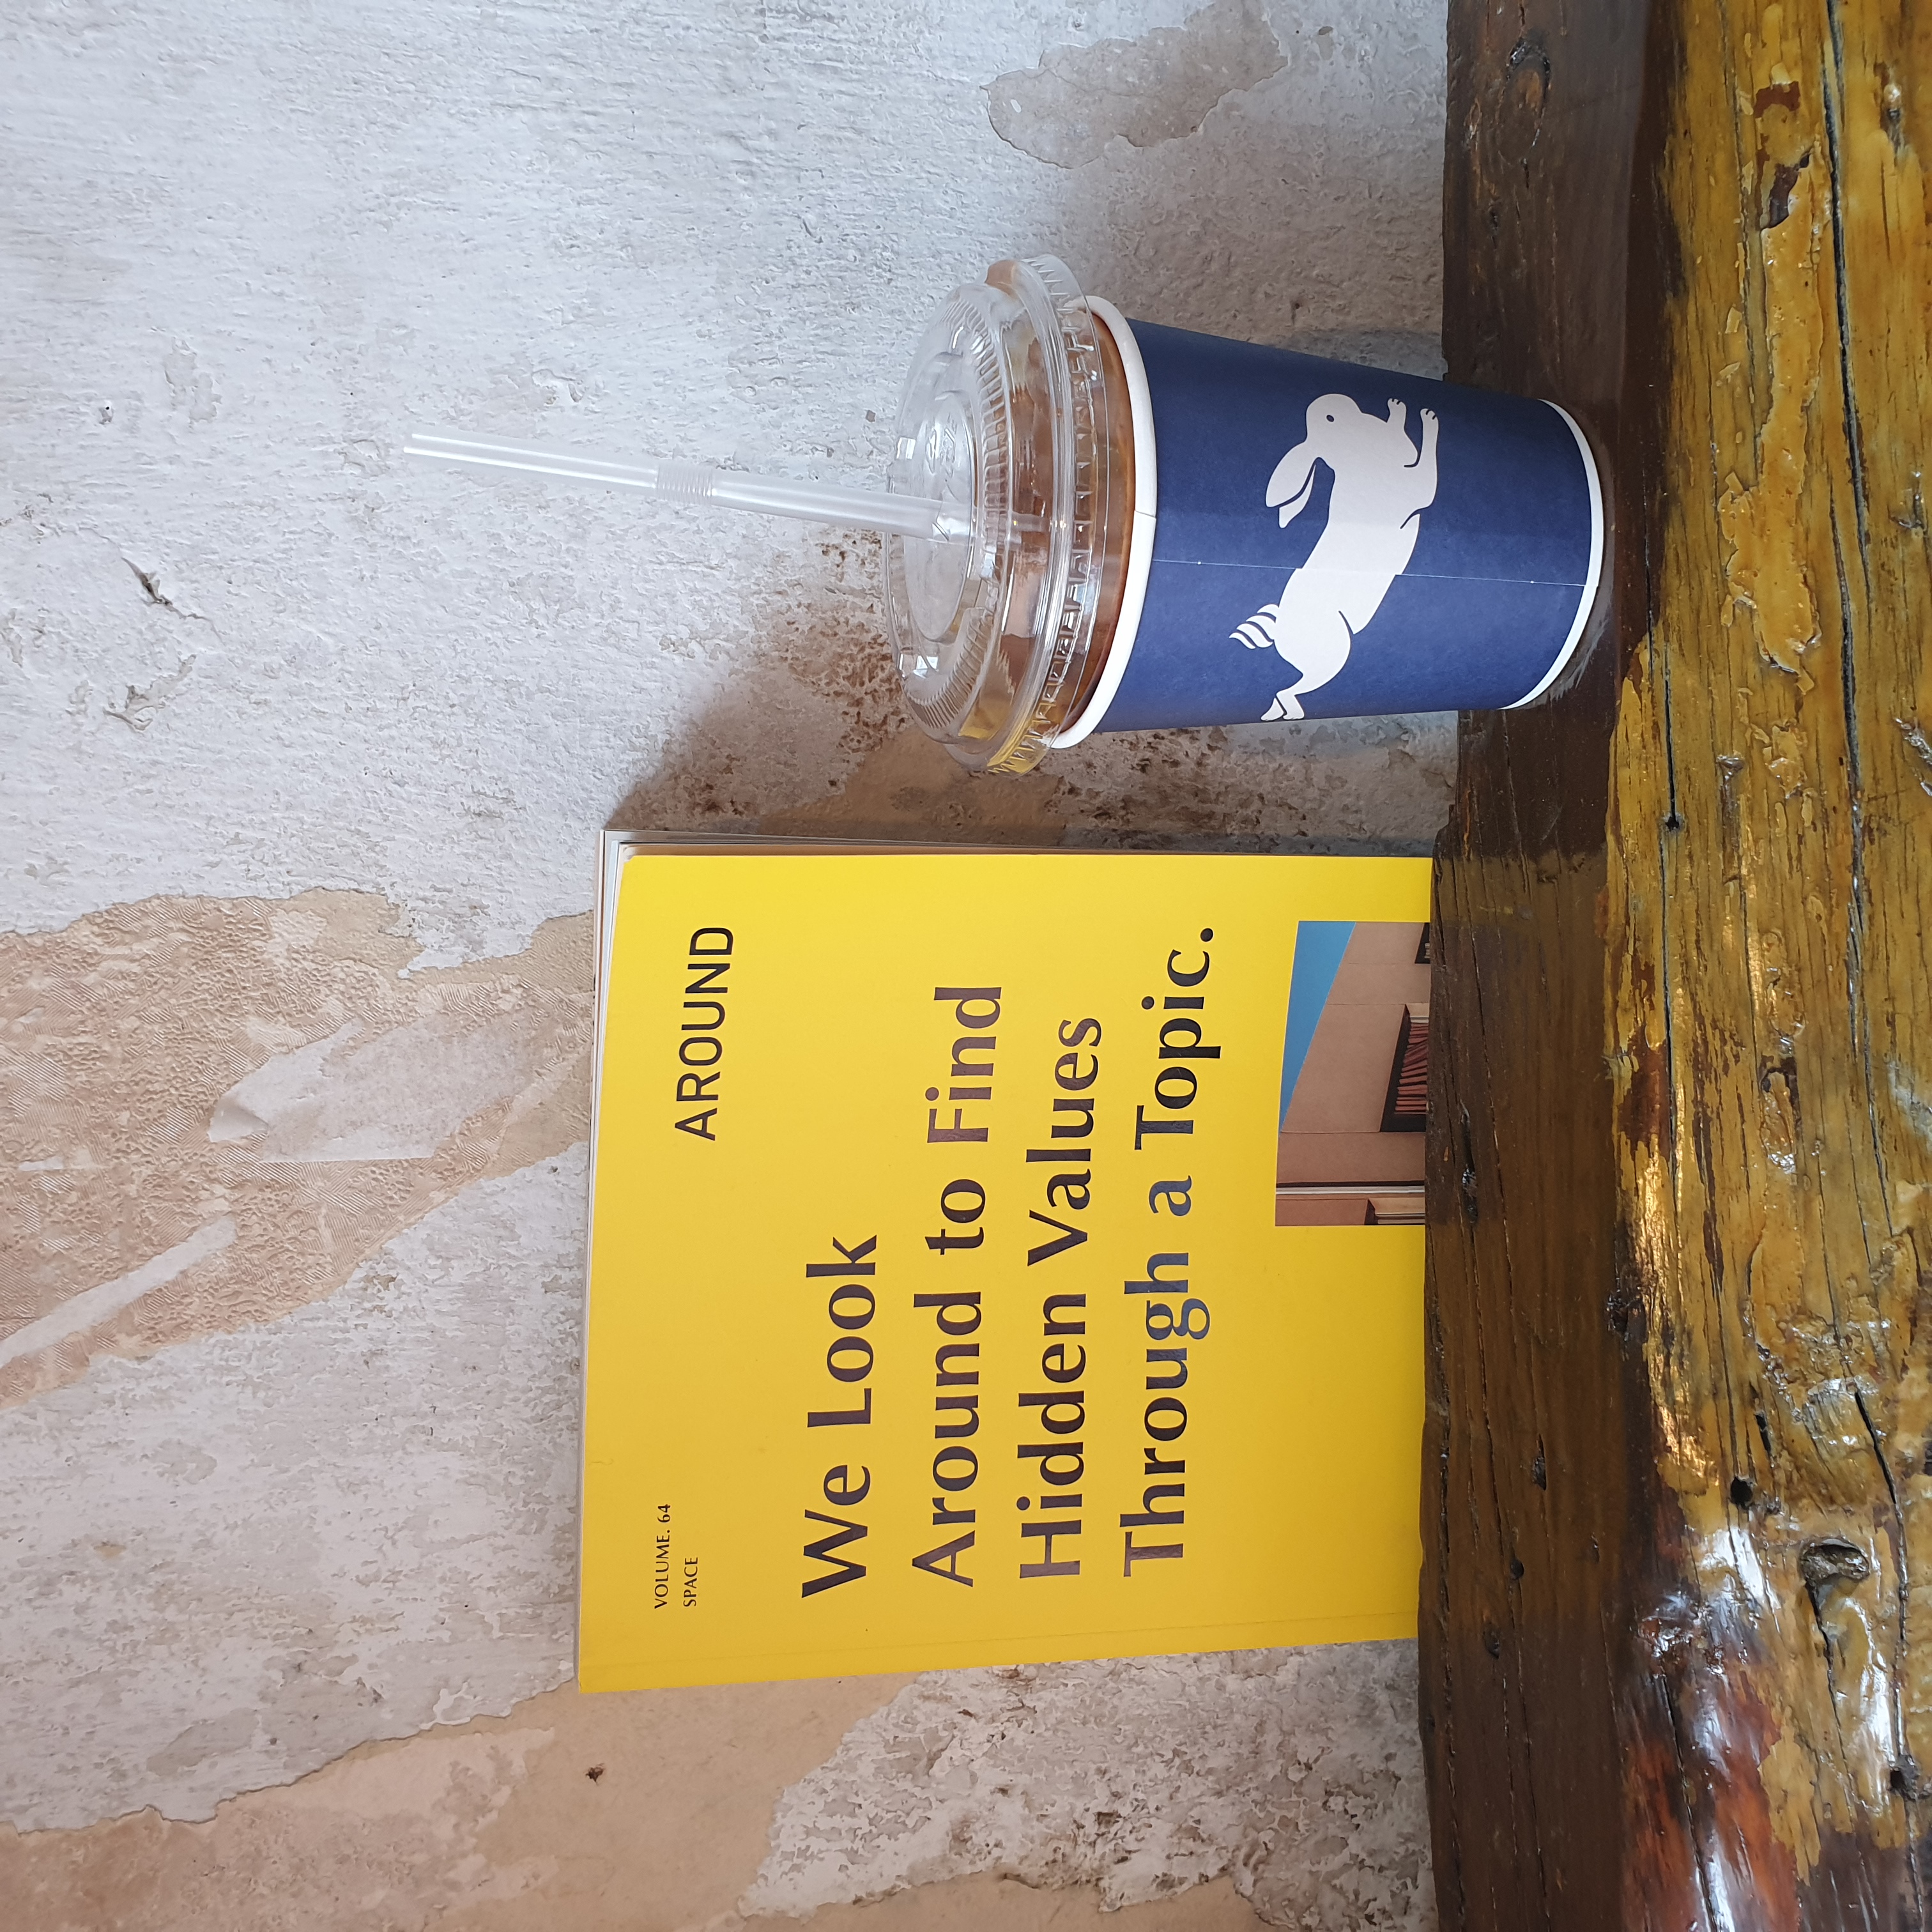 VOLUME. 64
SPACE
AROUND
We Look
Around to Find
Hidden Values
Through a Topic.